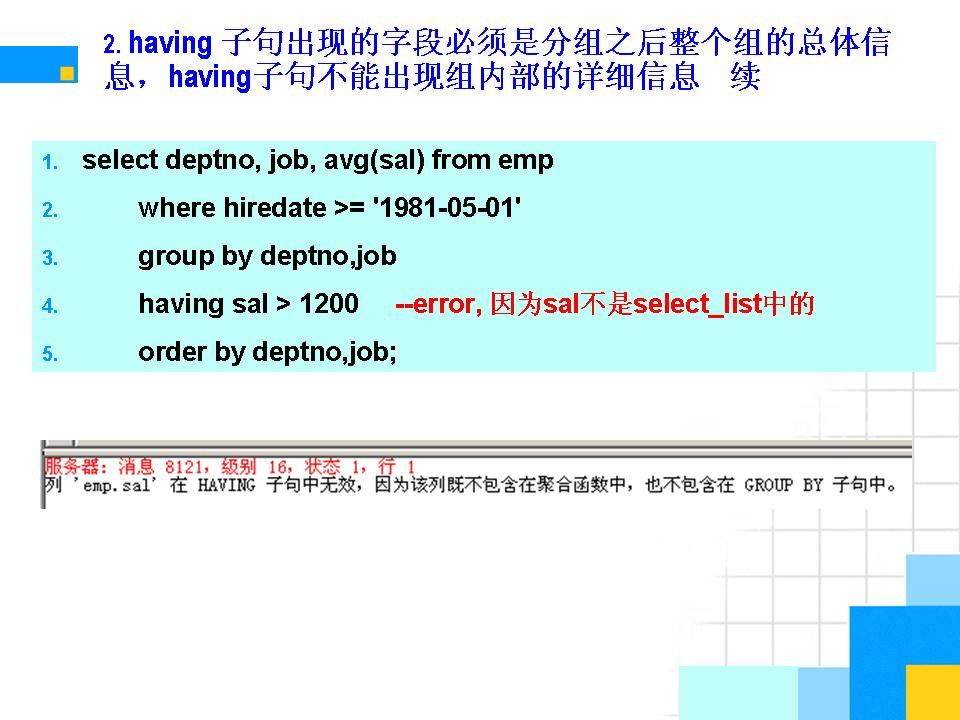 2. having 子句出现的字段必须是分组之后整个组的总体信
息，having子句不能出现组内部的详细信息 续
1. select deptno, job, avg(sal) from emp
2. where hiredate >= '1981-05-01'
3. group by deptno,job
4. having sal > 1200 --error, 因为sal不是select_list中的
5. order by deptno,job;
服务器: 消息 8121，级别 16，状态 1，行 1
列 'emp.sal' 在 HAVING 子句中无效，因为该列既不包含在聚合函数中，也不包含在 GROUP BY 子句中。